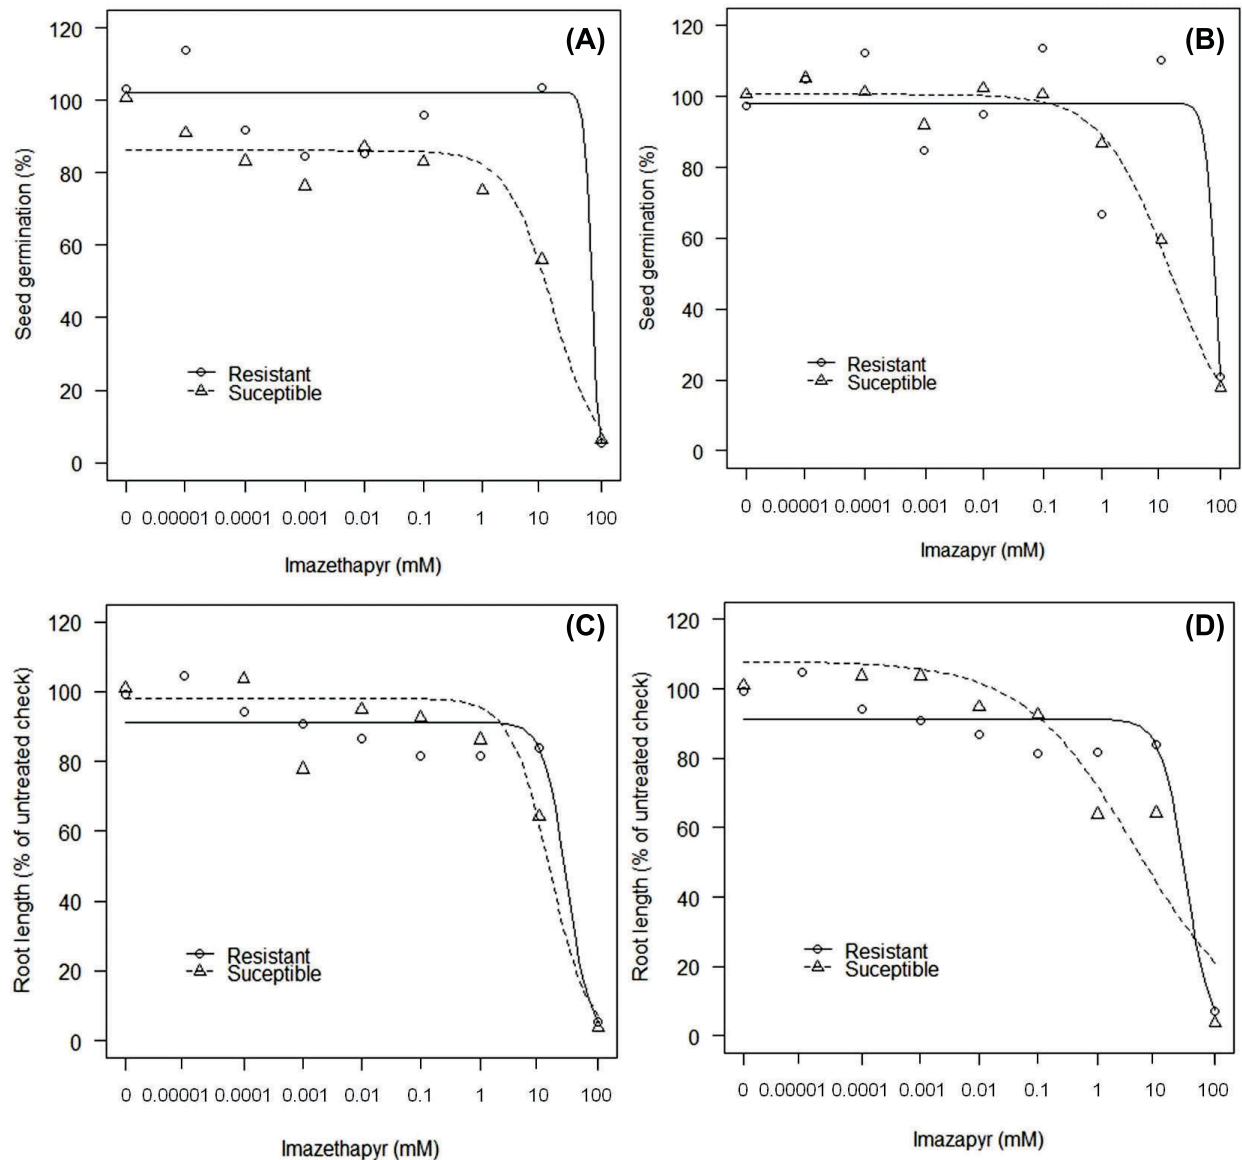 (A)
120
100
80
60
40
20
0
Seed germination (%)
Resistant
Suceptible
0 0.00001 0.0001 0.001 0.01 0.1 1 10 100
Imazethapyr (mM)
(B)
120
100
80
60
40
20
0
Seed germination (%)
Resistant
Suceptible
0 0.00001 0.0001 0.001 0.01 0.1 1 10 100
Imazapyr (mM)
(C)
120
100
80
60
40
20
0
Root length (% of untreated check)
Resistant
Suceptible
0 0.00001 0.0001 0.001 0.01 0.1 1 10 100
Imazethapyr (mM)
(D)
120
100
80
60
40
20
0
Root length (% of untreated check)
Resistant
Suceptible
0 0.00001 0.0001 0.001 0.01 0.1 1 10 100
Imazapyr (mM)